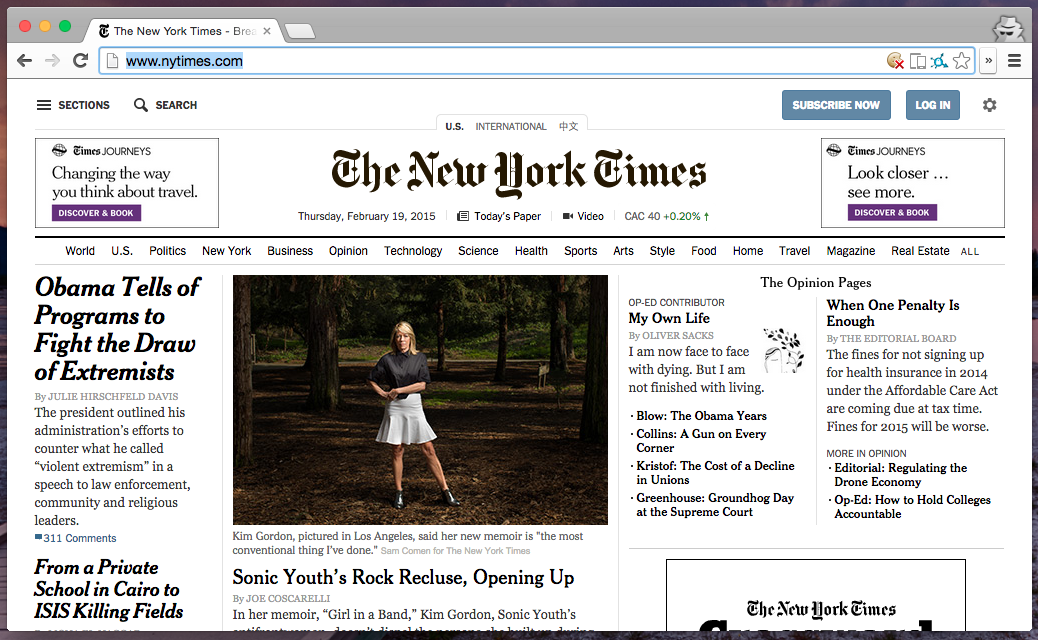 The New York Times - Brea
www.nytimes.com
»
SECTIONS SEARCH
SUBSCRIBE NOW LOG IN
U.S. INTERNATIONAL 中文
Times JOURNEYS
Changing the way
you think about travel.
DISCOVER & BOOK
The New York Times
Times JOURNEYS
Look closer …
see more.
DISCOVER & BOOK
Thursday, February 19, 2015 Today's Paper Video CAC 40 +0.20% ↑
World U.S. Politics New York Business Opinion Technology Science Health Sports Arts Style Food Home Travel Magazine Real Estate ALL
Obama Tells of
Programs to
Fight the Draw
of Extremists
By JULIE HIRSCHFELD DAVIS
The president outlined his
administration's efforts to
counter what he called
“violent extremism” in a
speech to law enforcement,
community and religious
leaders.
311 Comments
From a Private
School in Cairo to
ISIS Killing Fields
Kim Gordon, pictured in Los Angeles, said her new memoir is "the most
conventional thing I've done." Sam Comen for The New York Times
Sonic Youth's Rock Recluse, Opening Up
By JOE COSCARELLI
In her memoir, “Girl in a Band,” Kim Gordon, Sonic Youth's
The Opinion Pages
OP-ED CONTRIBUTOR
My Own Life
By OLIVER SACKS
I am now face to face
with dying. But I am
not finished with living.
· Blow: The Obama Years
· Collins: A Gun on Every
Corner
· Kristof: The Cost of a Decline
in Unions
· Greenhouse: Groundhog Day
at the Supreme Court
When One Penalty Is
Enough
By THE EDITORIAL BOARD
The fines for not signing up
for health insurance in 2014
under the Affordable Care Act
are coming due at tax time.
Fines for 2015 will be worse.
MORE IN OPINION
· Editorial: Regulating the
Drone Economy
· Op-Ed: How to Hold Colleges
Accountable
The New York Times